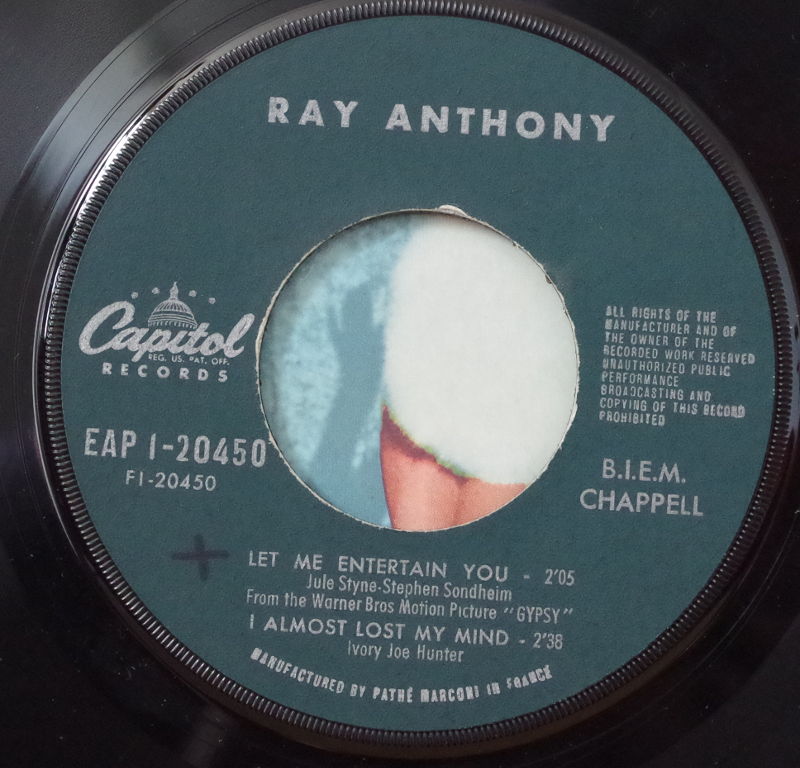 RAY ANTHONY
Capitol
REG. US. PAT. OFF.
RECORDS
ALL RIGHTS OF THE
MANUFACTURER AND OF
THE OWNER OF THE
RECORDED WORK RESERVED
UNAUTHORIZED PUBLIC
PERFORMANCE
BROADCASTING AND
COPYING OF THIS RECORD
PROHIBITED
EAP 1-20450
F1-20450
B.I.E.M.
CHAPPELL
LET ME ENTERTAIN YOU - 2'05
Jule Styne-Stephen Sondheim
From the Warner Bros Motion Picture "GYPSY"
I ALMOST LOST MY MIND - 2'38
Ivory Joe Hunter
MANUFACTURED BY PATHÉ MARCONI IN FRANCE